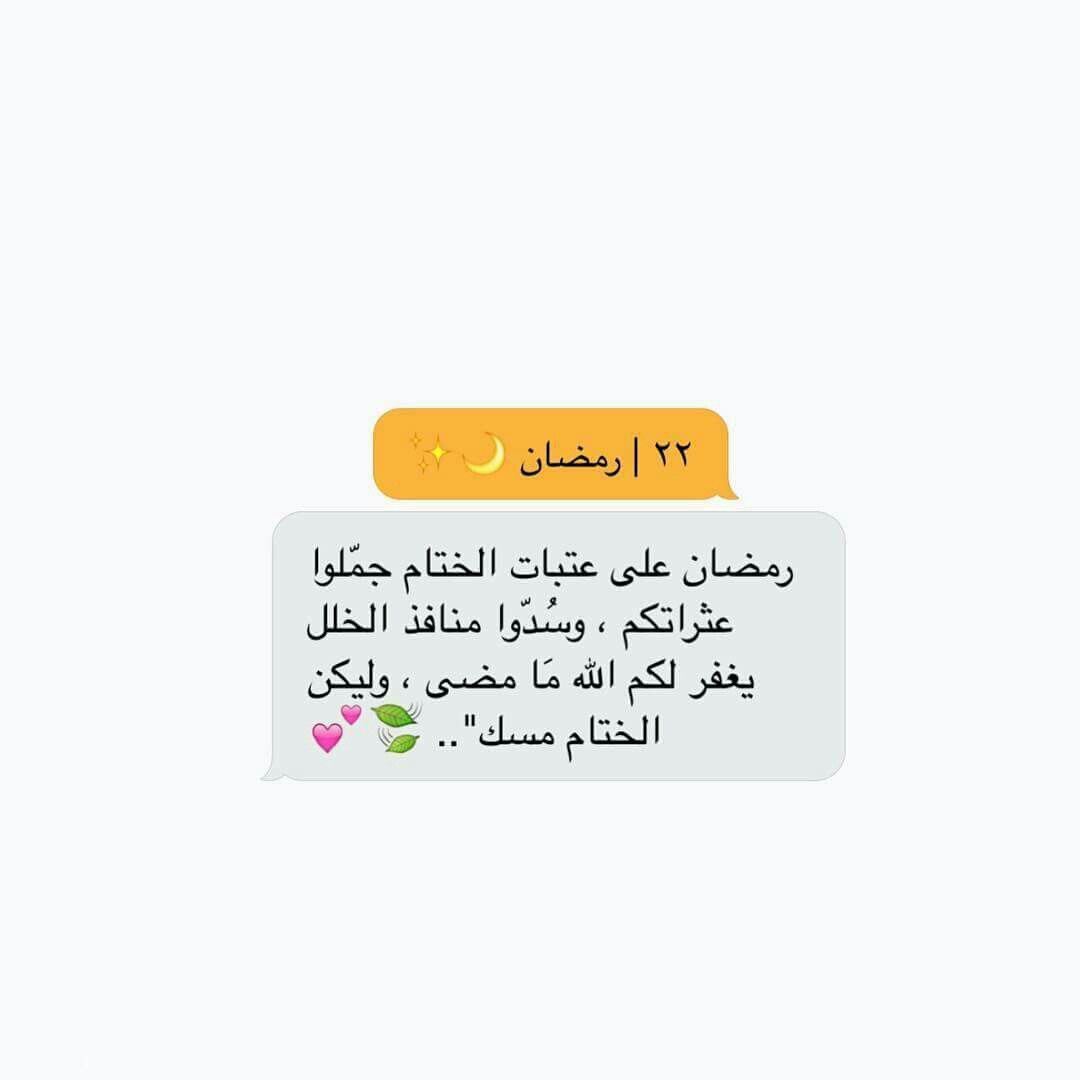 ٢٢ | رمضان 🌙✨
رمضان على عتبات الختام جمّلوا
عثراتكم ، وسُدّوا منافذ الخلل
يغفر لكم الله مَا مضى ، وليكن
الختام مسك".. 🍃💕